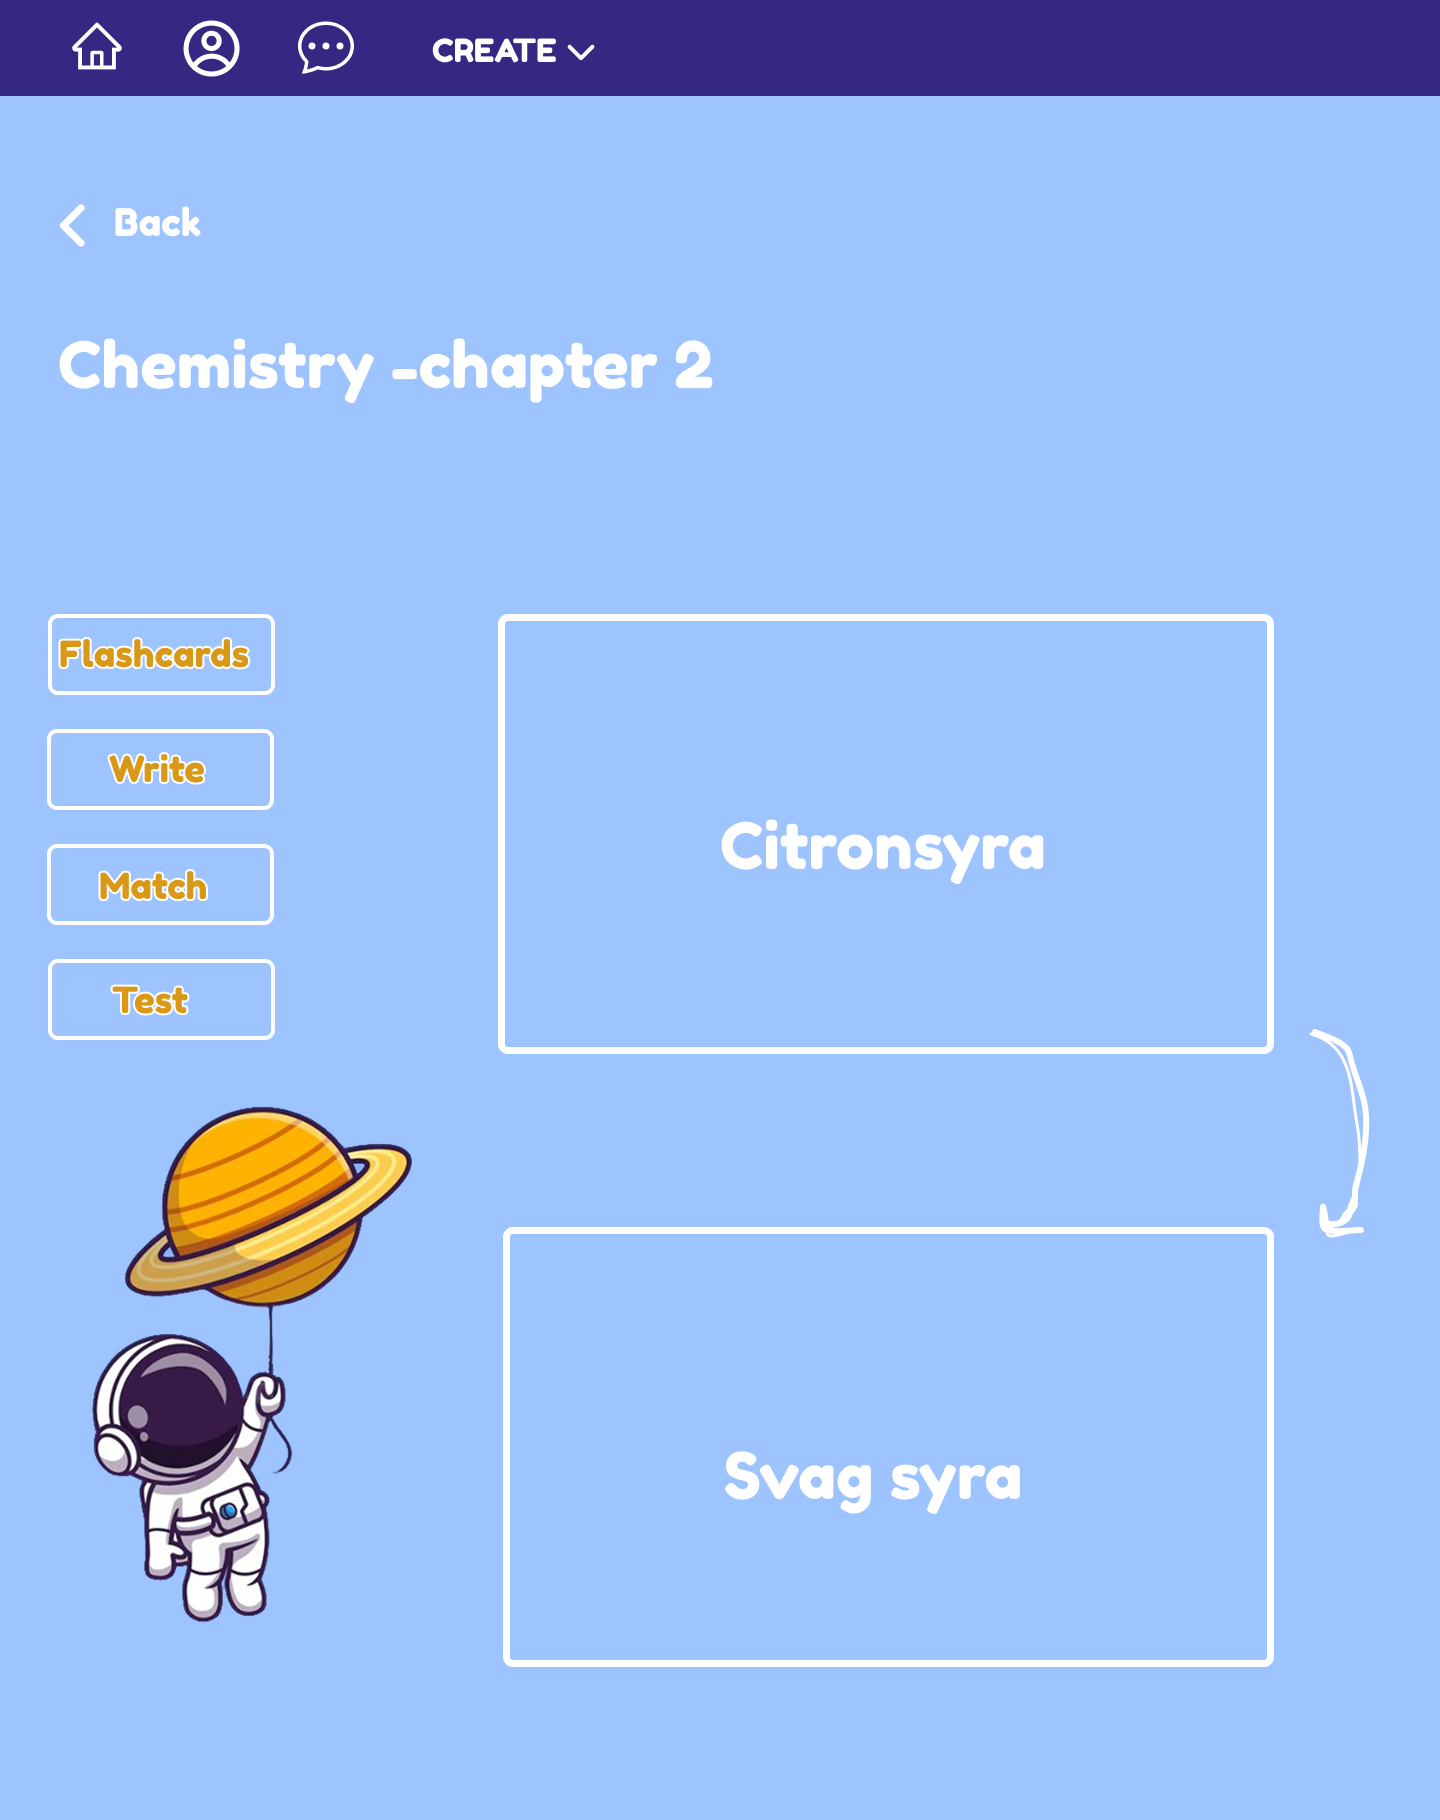 CREATE
Back
Chemistry -chapter 2
Flashcards
Write
Match
Test
Citronsyra
Svag syra